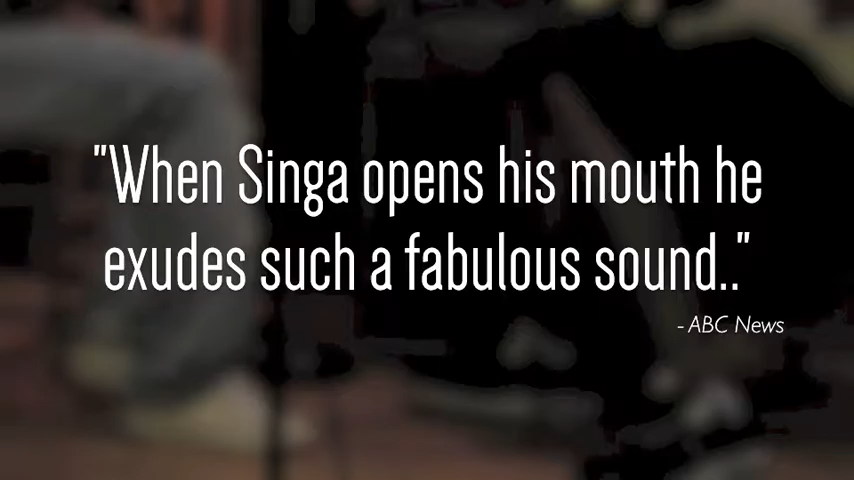 "When Singa opens his mouth he
exudes such a fabulous sound.."
- ABC News